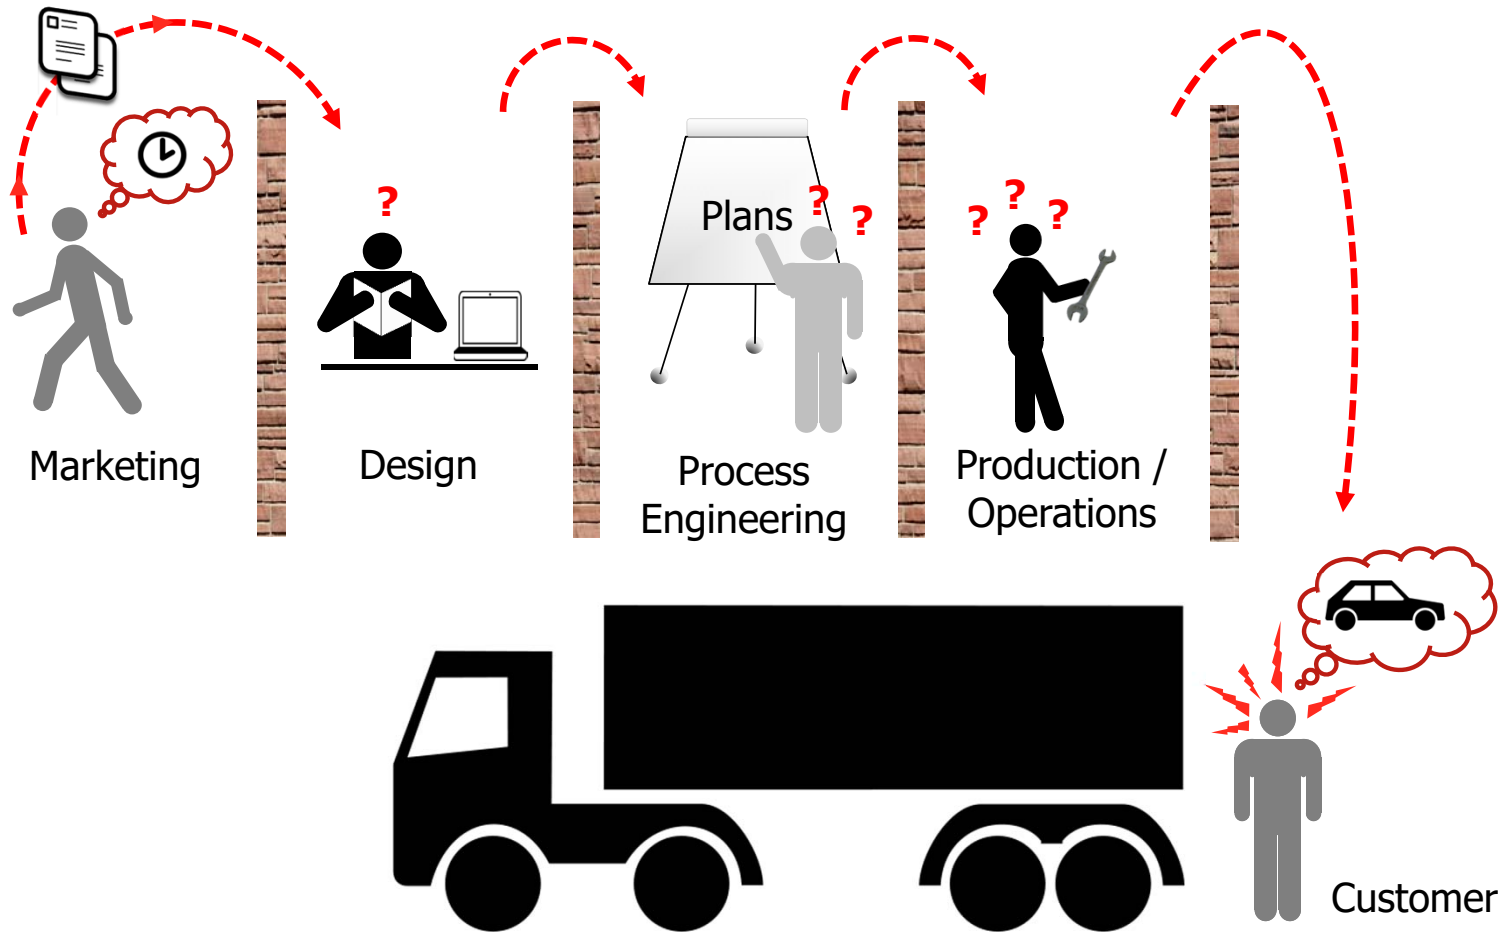 ?
?
?
?
?
?
Plans
Marketing
Design
Process
Engineering
Production /
Operations
Customer